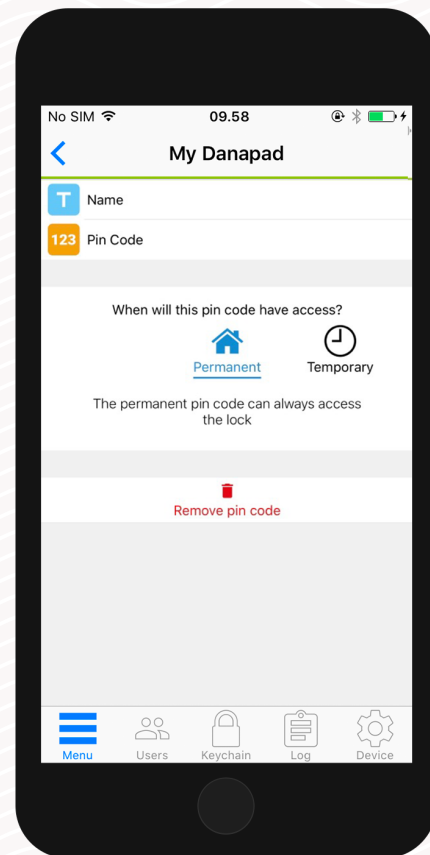 No SIM 09.58
My Danapad
T Name
123 Pin Code
When will this pin code have access?
Permanent Temporary
The permanent pin code can always access
the lock
Remove pin code
Menu Users Keychain Log Device